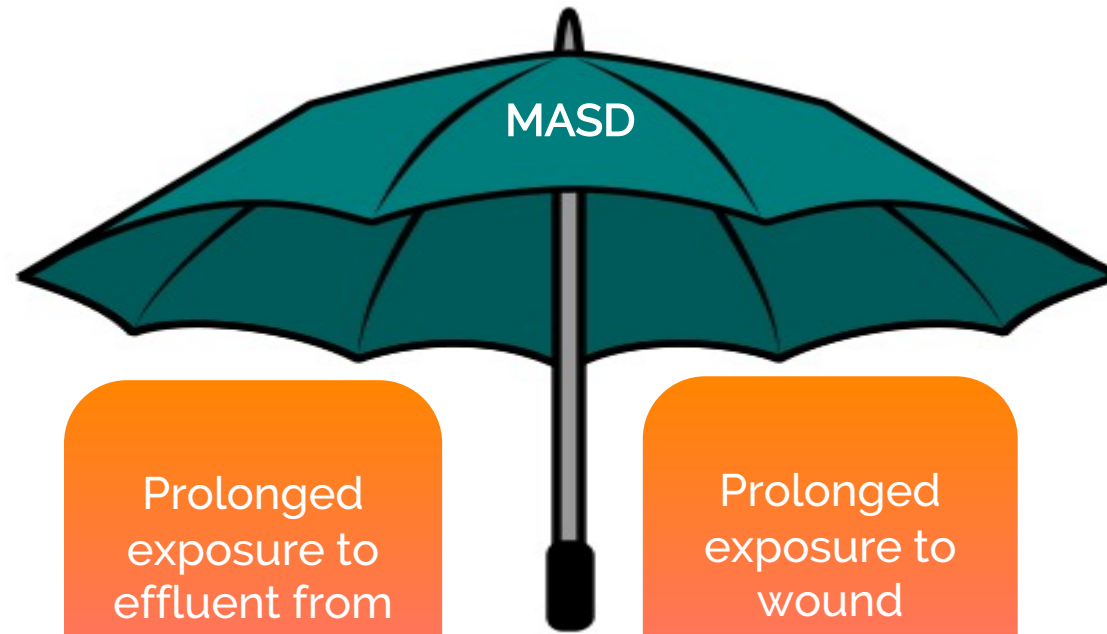 MASD
Prolonged
exposure to
effluent from
Prolonged
exposure to
wound